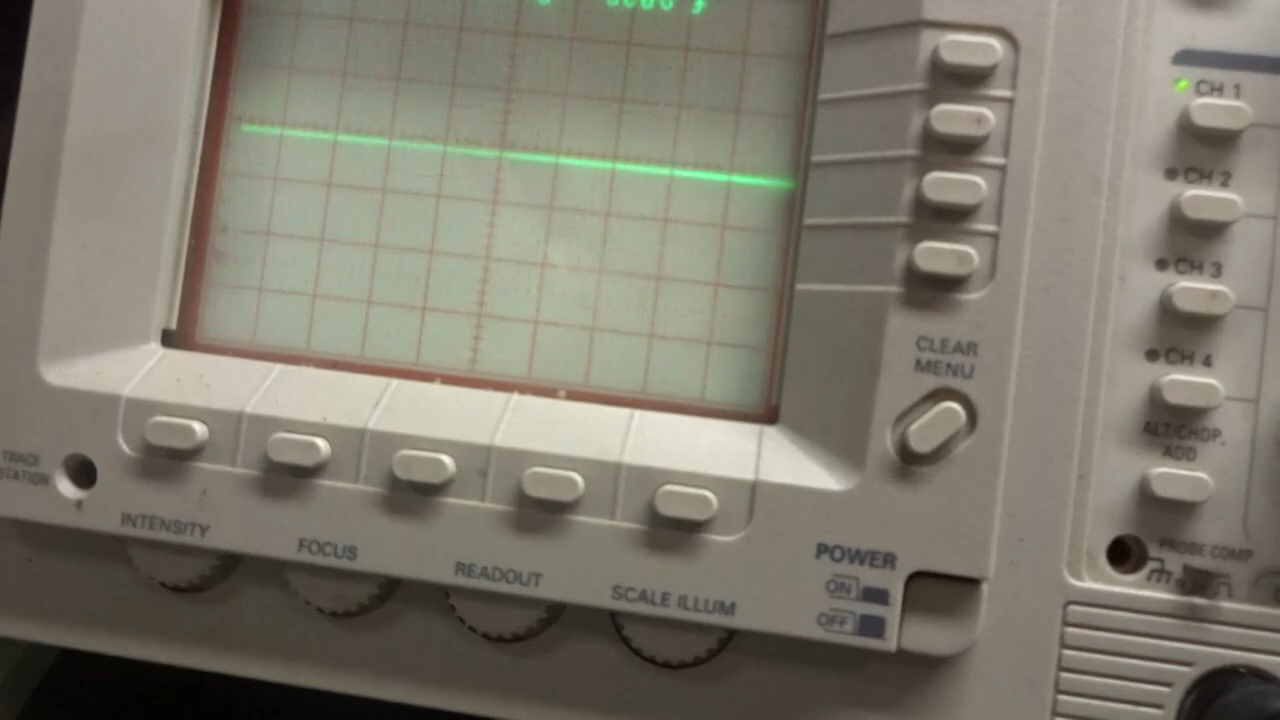 CH 1
CH 2
CH 3
CH 4
ALT/CHOP
ADD
PROBE COMP
CLEAR
MENU
TRACE
INTENSITY
FOCUS
READOUT
SCALE ILLUM
POWER
ON
OFF